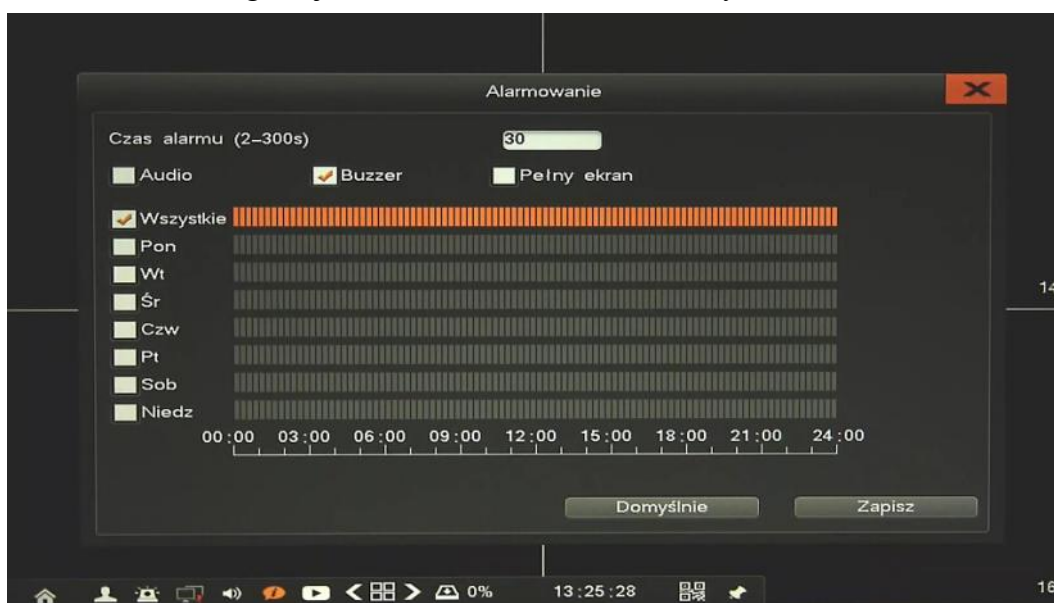 Alarmowanie
Czas alarmu (2–300s) 30
Audio Buzzer Pełny ekran
Wszystkie
Pon
Wt
Śr
Czw
Pt
Sob
Niedz
00:00 03:00 06:00 09:00 12:00 15:00 18:00 21:00 24:00
Domyślnie Zapisz
14
0% 13:25:28
16